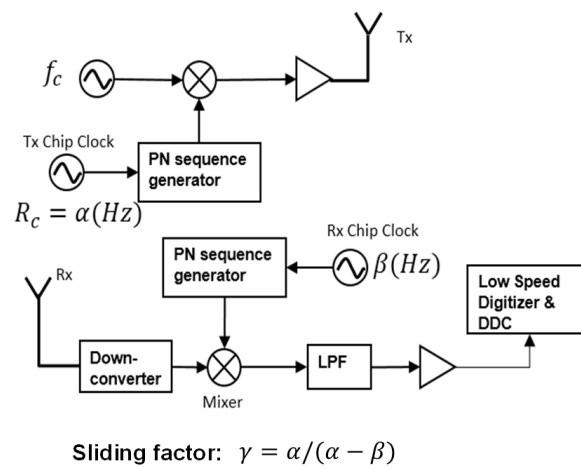 Tx
f_c
Tx Chip Clock
PN sequence
generator
R_c = α(Hz)
Rx Chip Clock
PN sequence
generator
β(Hz)
Rx
Low Speed
Digitizer &
DDC
Down-
converter
LPF
Mixer
Sliding factor: γ = α/(α − β)